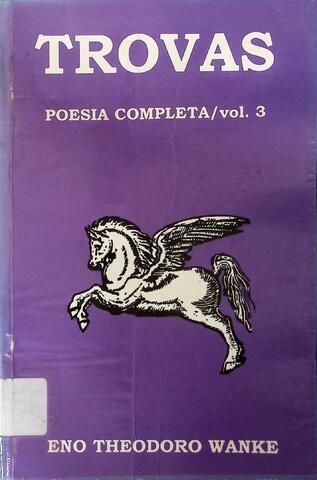 TROVAS
POESIA COMPLETA/vol. 3
ENO THEODORO WANKE